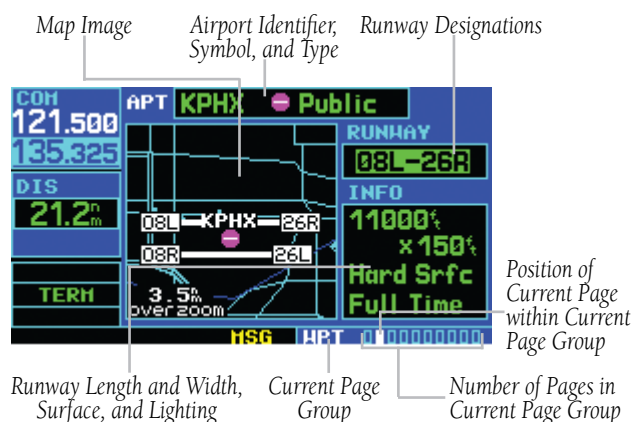 Map Image
Airport Identifier,
Symbol, and Type
Runway Designations
COM
121.500
135.325
APT KPHX Public
RUNWAY
08L-26R
DIS
21.2nm
INFO
11000ft
x 150ft
Hard Srfc
Full Time
08L KPHX 26R
08R 26L
TERM
3.5nm
overzoom
MSG WPT
Position of
Current Page
within Current
Page Group
Runway Length and Width,
Surface, and Lighting
Current Page
Group
Number of Pages in
Current Page Group